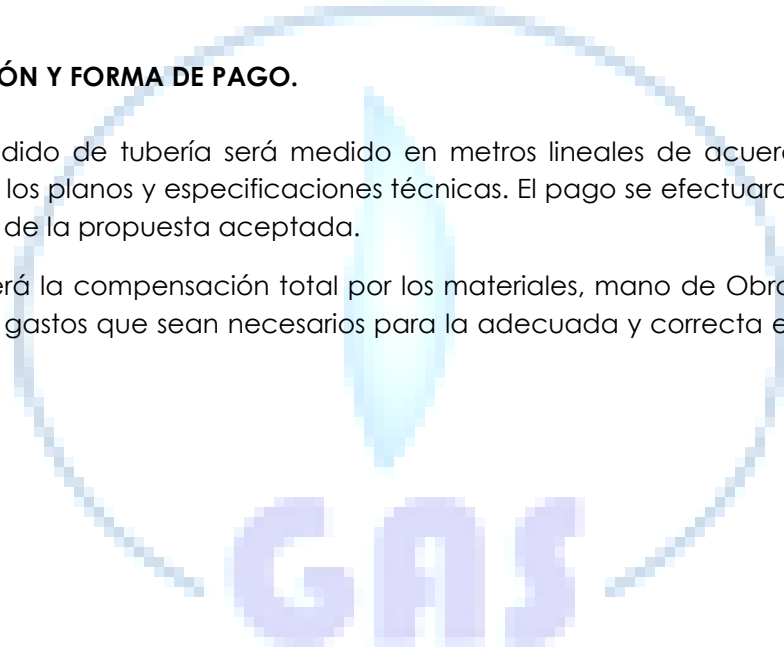 ÓN Y FORMA DE PAGO.
dido de tubería será medido en metros lineales de acuer
los planos y especificaciones técnicas. El pago se efectuar
de la propuesta aceptada.
rá la compensación total por los materiales, mano de Obr
gastos que sean necesarios para la adecuada y correcta e
GAS